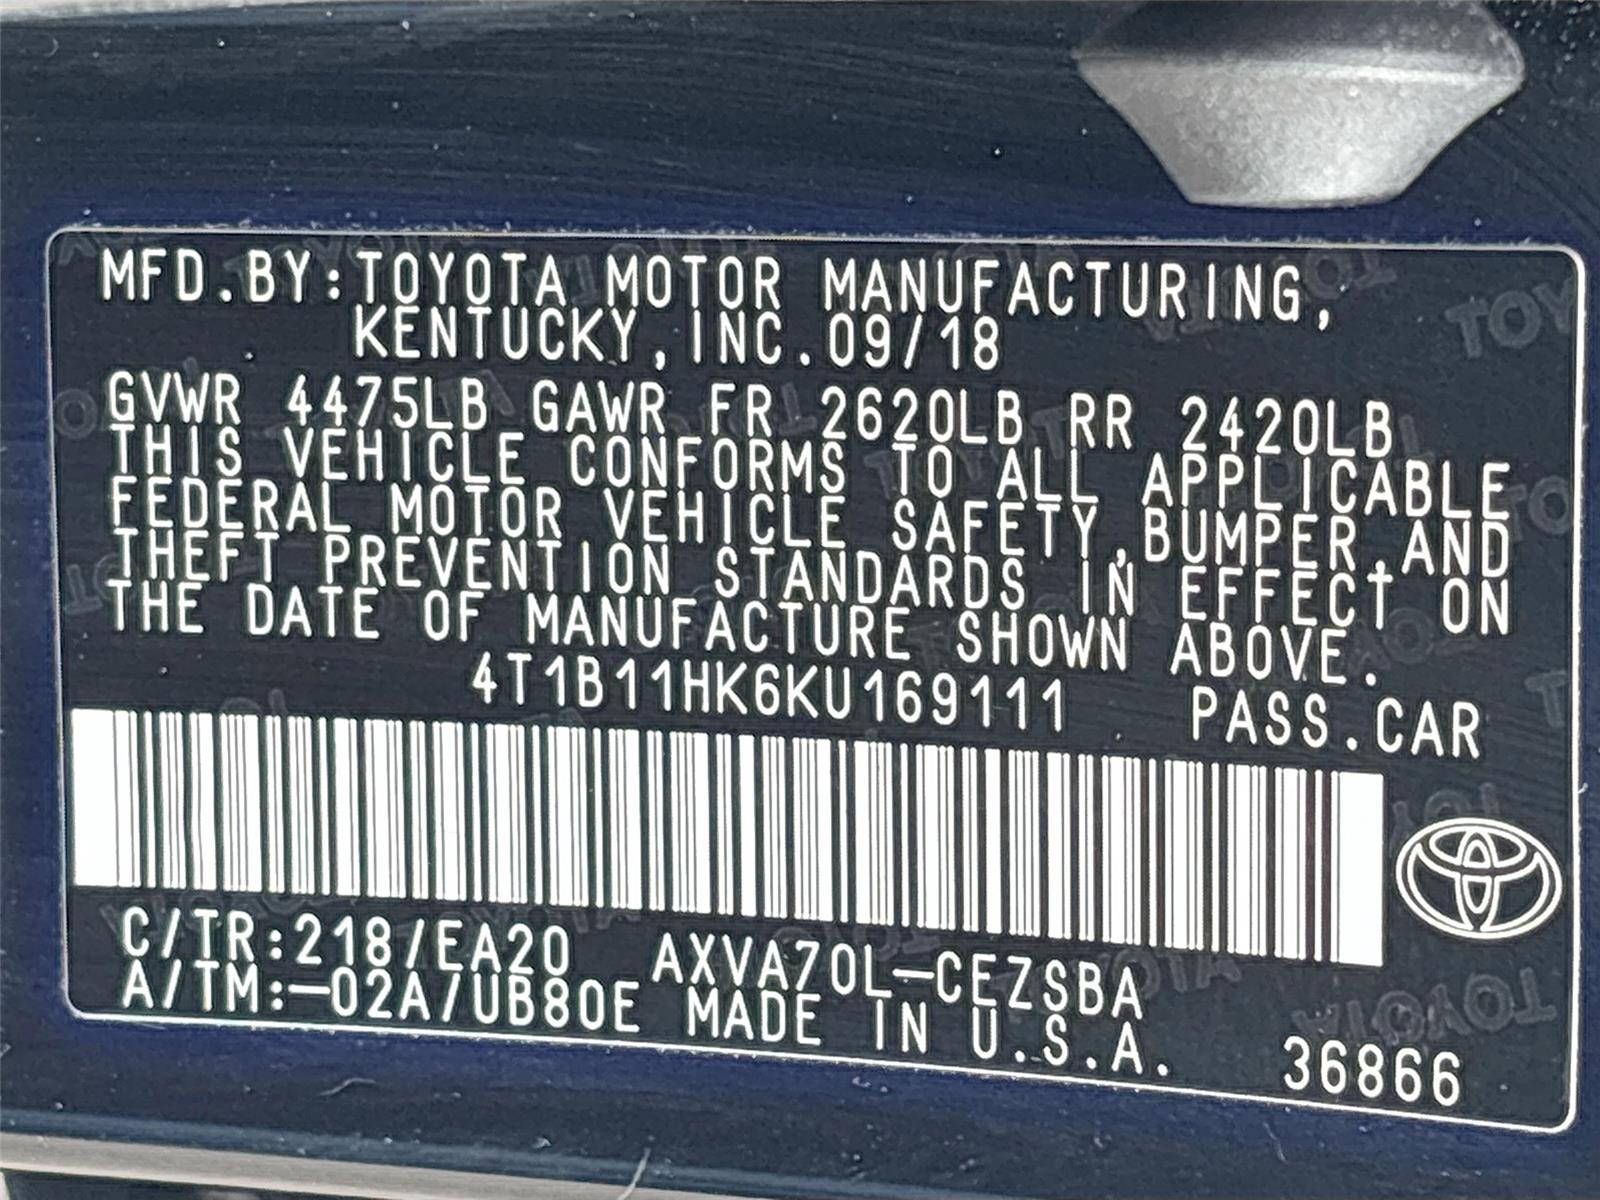 MFD.BY:TOYOTA MOTOR MANUFACTURING,
KENTUCKY,INC.09/18
GVWR 4475LB GAWR FR 2620LB RR 2420LB
THIS VEHICLE CONFORMS TO ALL APPLICABLE
FEDERAL MOTOR VEHICLE SAFETY,BUMPER,AND
THEFT PREVENTION STANDARDS IN EFFECT ON
THE DATE OF MANUFACTURE SHOWN ABOVE.
4T1B11HK6KU169111 PASS.CAR
C/TR:218/EA20 AXVA70L-CEZSBA
A/TM:-02A/UB80E MADE IN U.S.A. 36866